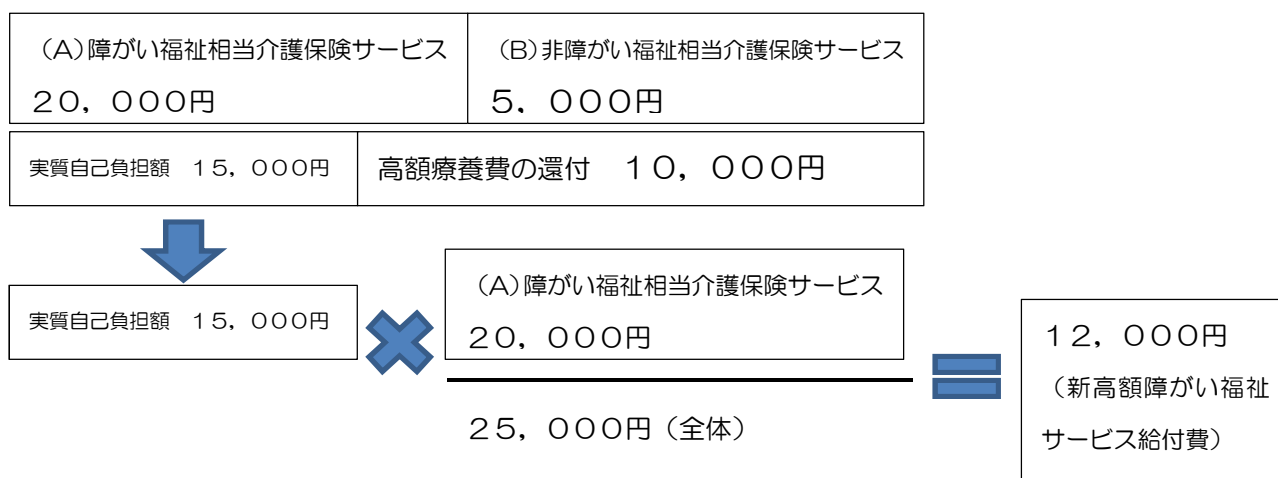 (A)障がい福祉相当介護保険サービス
20,000円
(B)非障がい福祉相当介護保険サービス
5,000円
実質自己負担額 15,000円
高額療養費の還付 10,000円
実質自己負担額 15,000円
(A)障がい福祉相当介護保険サービス
20,000円
25,000円(全体)
12,000円
(新高額障がい福祉
サービス給付費)